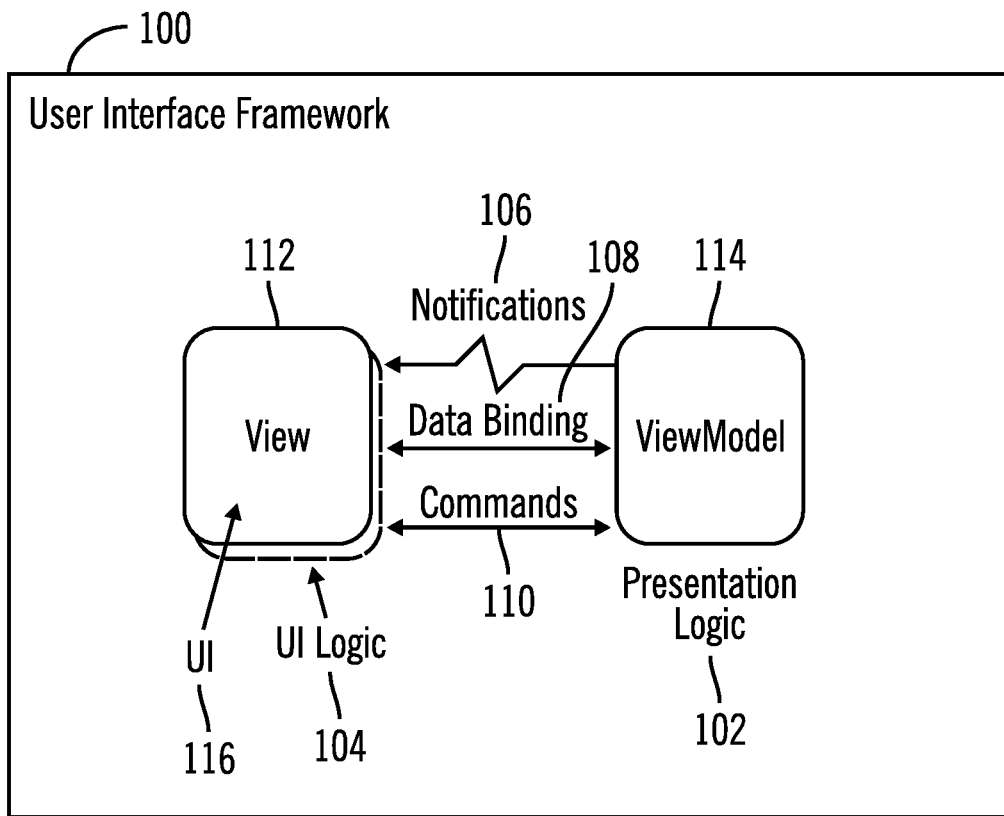 100
User Interface Framework
106
108
112
114
Notifications
View
Data Binding
ViewModel
Commands
110
Presentation
Logic
UI
UI Logic
116
104
102